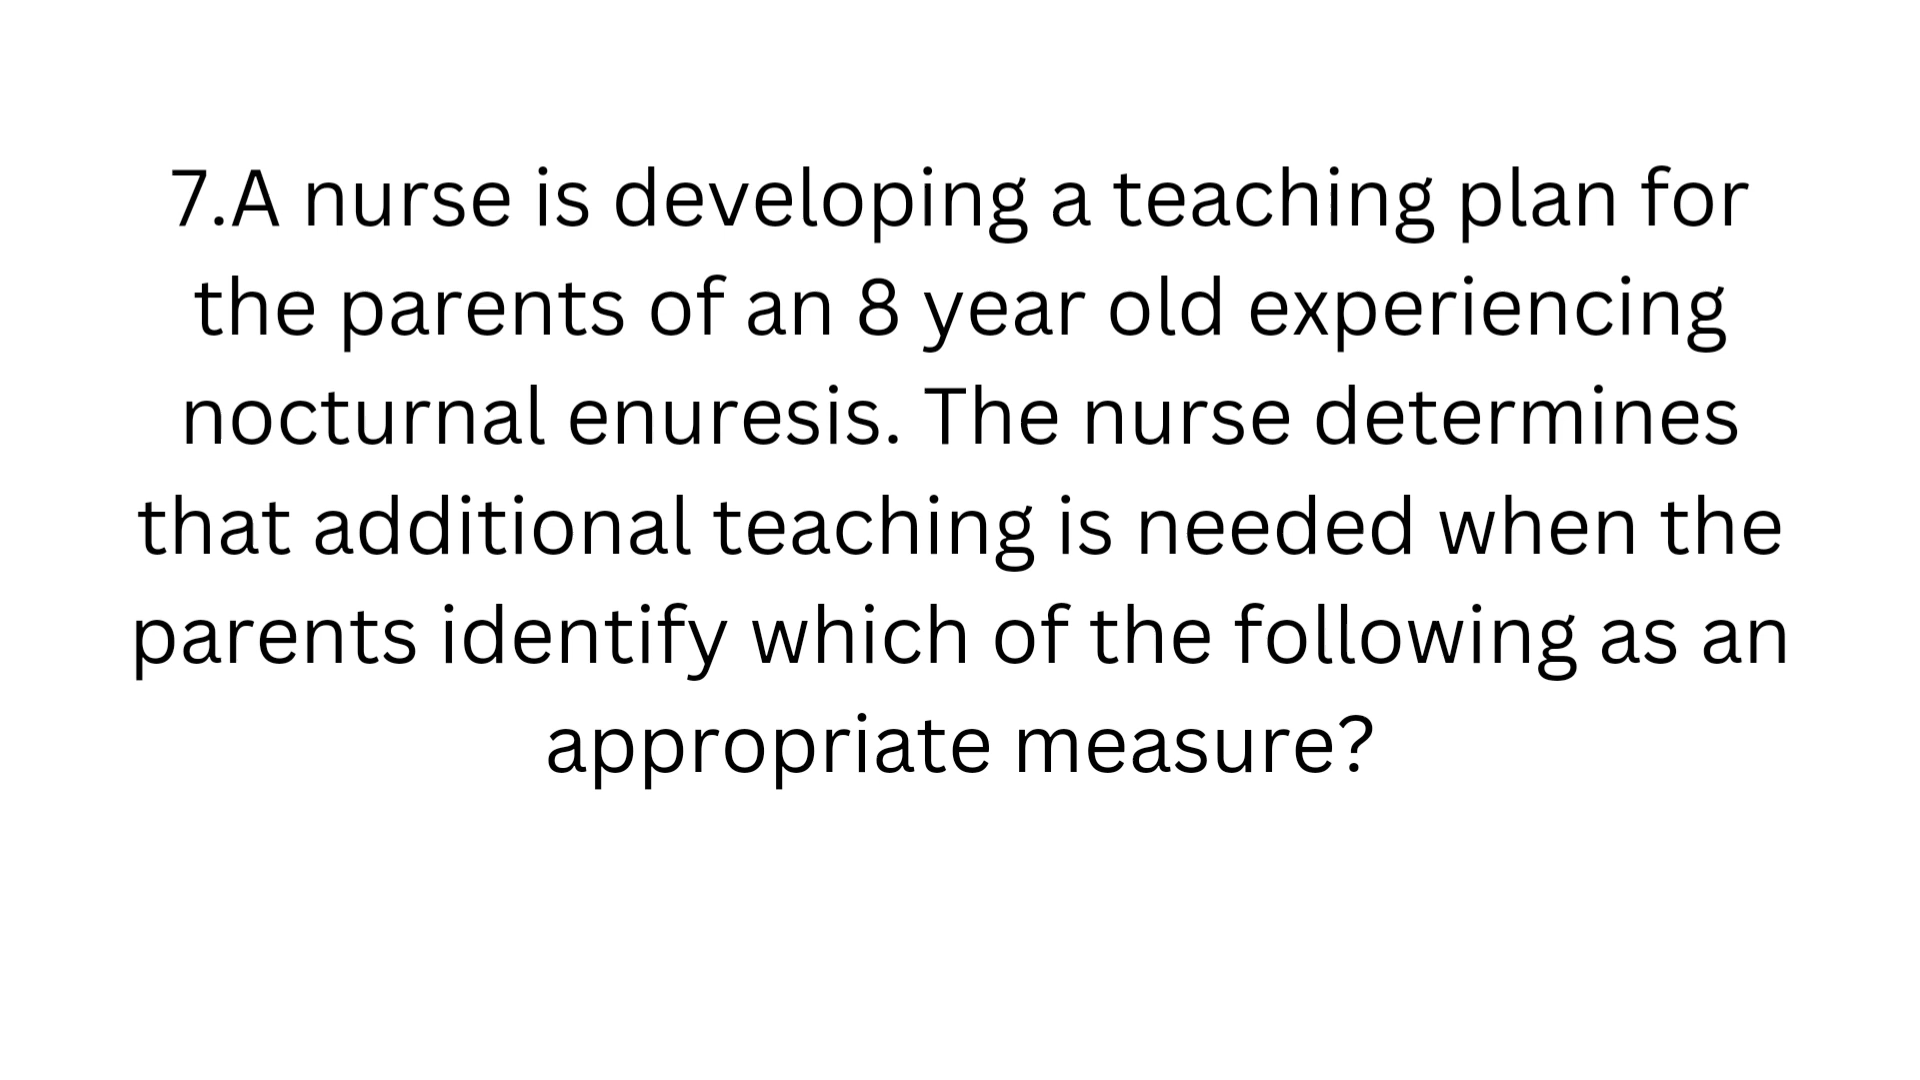 7.A nurse is developing a teaching plan for
the parents of an 8 year old experiencing
nocturnal enuresis. The nurse determines
that additional teaching is needed when the
parents identify which of the following as an
appropriate measure?